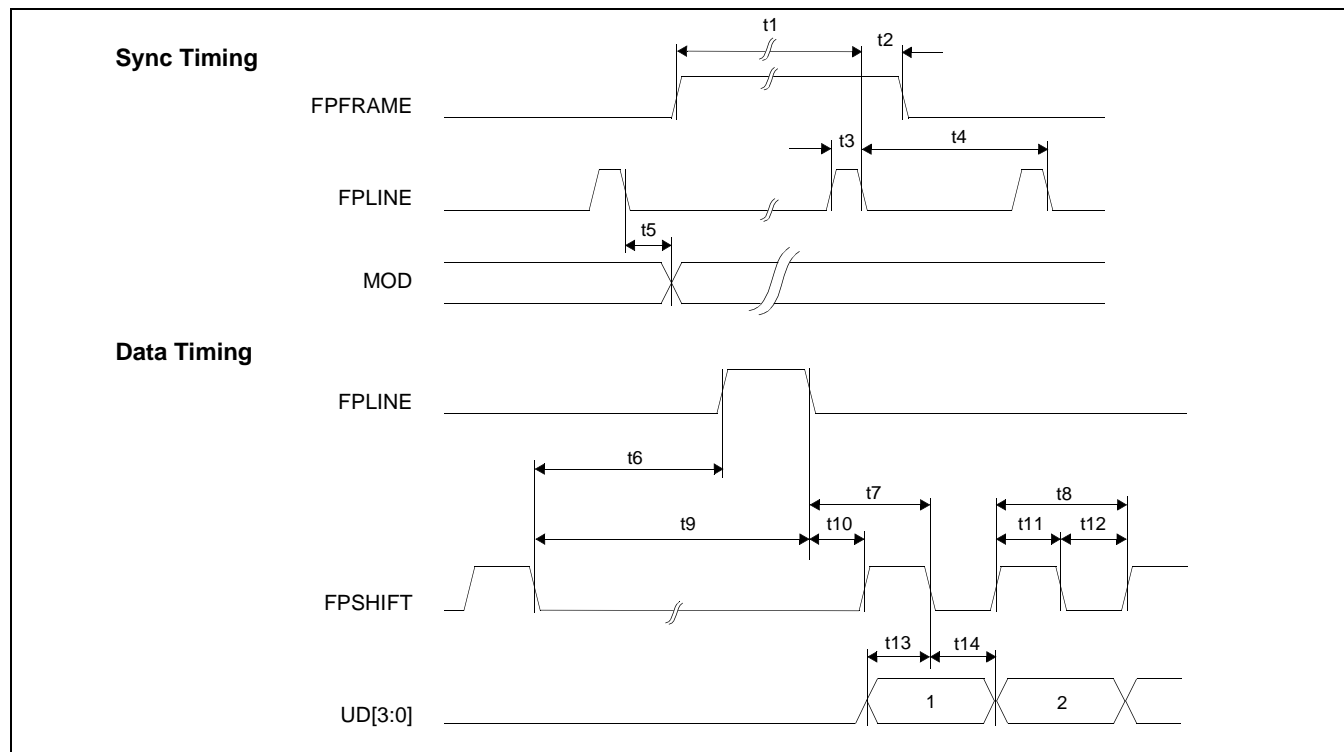 t1
t2
Sync Timing
FPFRAME
t3
t4
FPLINE
t5
MOD
Data Timing
FPLINE
t6
t7
t8
t9
t10
t11
t12
FPSHIFT
t13
t14
1
2
UD[3:0]